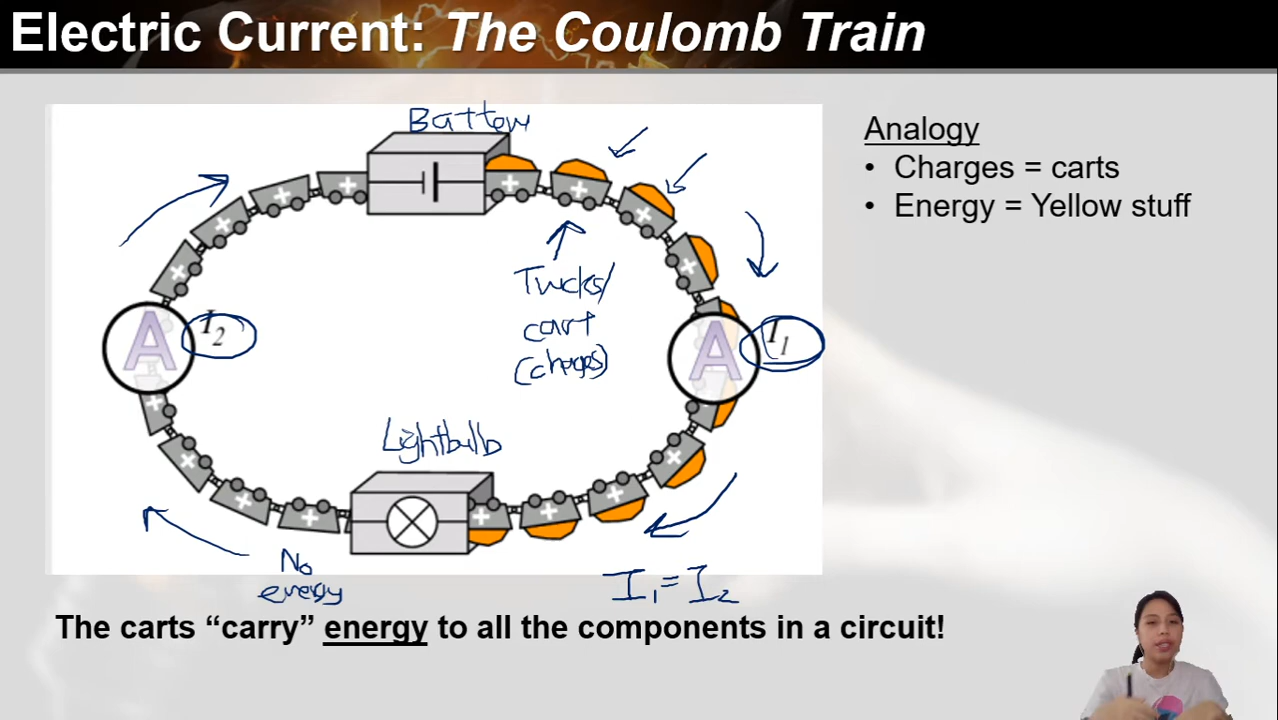 Electric Current: The Coulomb Train
Battery
Analogy
• Charges = carts
• Energy = Yellow stuff
Trucks/
cart
(charges)
A I₂
A I₁
Lightbulb
No
energy
I₁ = I₂
The carts “carry” energy to all the components in a circuit!